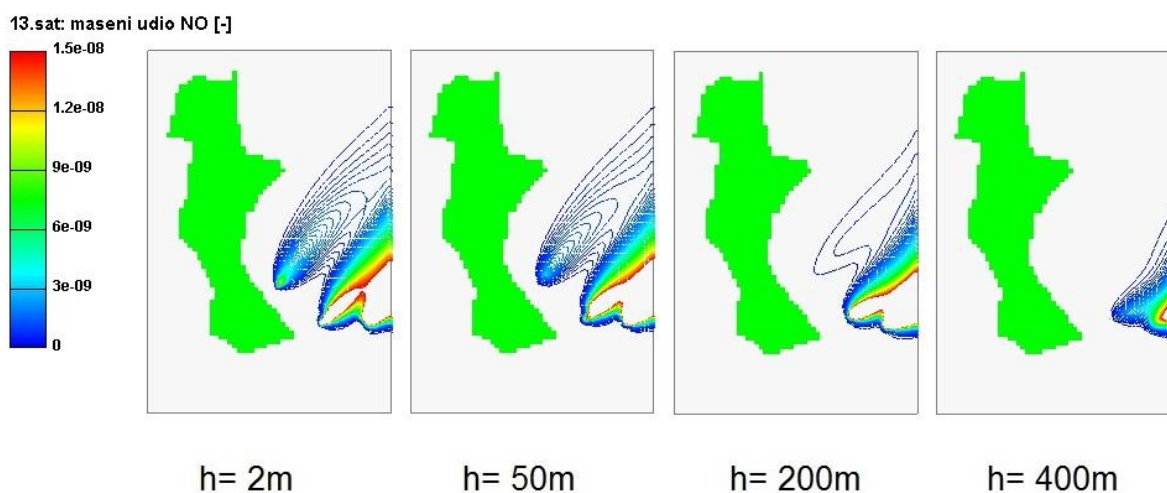 13.sat: maseni udio NO [-]
1.5e-08
1.2e-08
9e-09
6e-09
3e-09
0
h= 2m
h= 50m
h= 200m
h= 400m